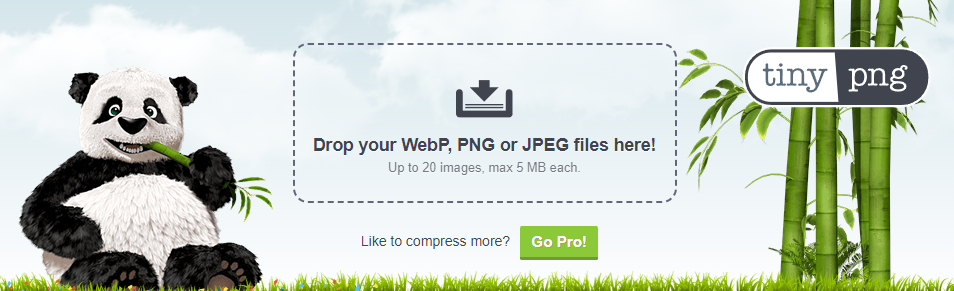 tiny png
Drop your WebP, PNG or JPEG files here!
Up to 20 images, max 5 MB each.
Like to compress more? Go Pro!